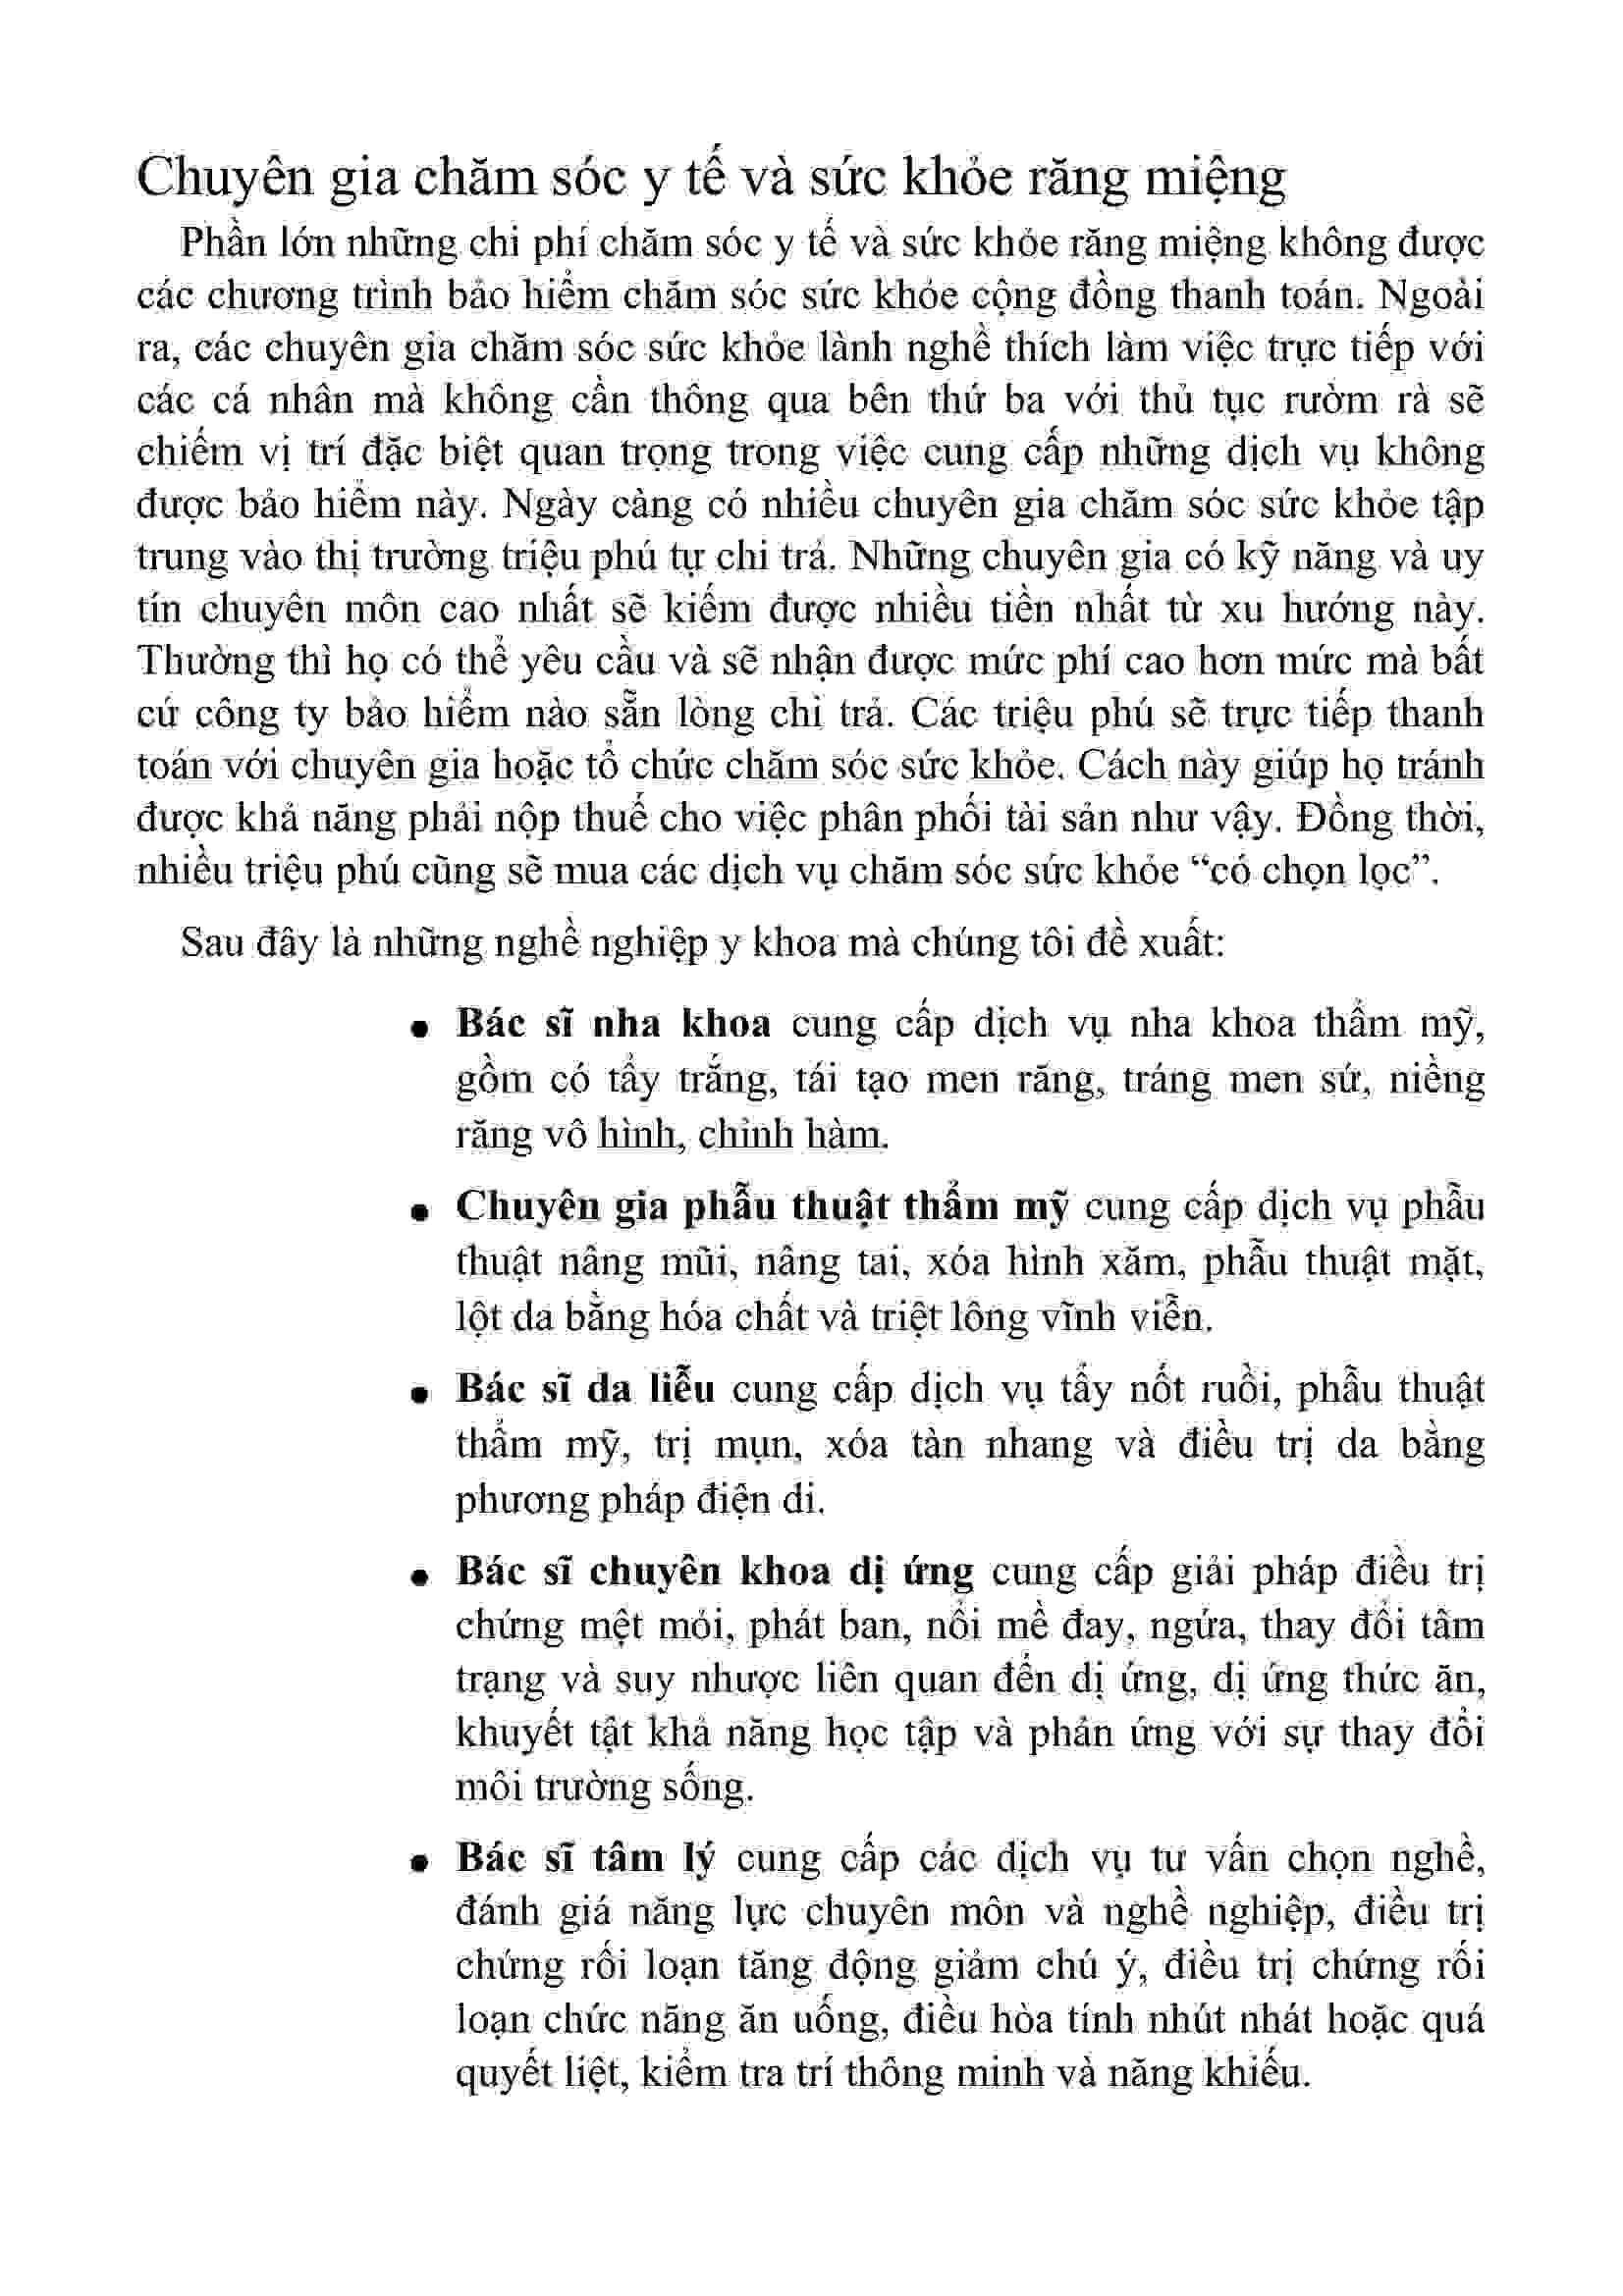 Chuyên gia chăm sóc y tế và sức khỏe răng miệng
Phần lớn những chi phí chăm sóc y tế và sức khỏe răng miệng không được
các chương trình bảo hiểm chăm sóc sức khỏe cộng đồng thanh toán. Ngoài
ra, các chuyên gia chăm sóc sức khỏe lành nghề thích làm việc trực tiếp với
các cá nhân mà không cần thông qua bên thứ ba với thủ tục rườm rà sẽ
chiếm vị trí đặc biệt quan trọng trong việc cung cấp những dịch vụ không
được bảo hiểm này. Ngày càng có nhiều chuyên gia chăm sóc sức khỏe tập
trung vào thị trường triệu phú tự chi trả. Những chuyên gia có kỹ năng và uy
tín chuyên môn cao nhất sẽ kiếm được nhiều tiền nhất từ xu hướng này.
Thường thì họ có thể yêu cầu và sẽ nhận được mức phí cao hơn mức mà bất
cứ công ty bảo hiểm nào sẵn lòng chi trả. Các triệu phú sẽ trực tiếp thanh
toán với chuyên gia hoặc tổ chức chăm sóc sức khỏe. Cách này giúp họ tránh
được khả năng phải nộp thuế cho việc phân phối tài sản như vậy. Đồng thời,
nhiều triệu phú cũng sẽ mua các dịch vụ chăm sóc sức khỏe “có chọn lọc”.
Sau đây là những nghề nghiệp y khoa mà chúng tôi đề xuất:
● Bác sĩ nha khoa cung cấp dịch vụ nha khoa thẩm mỹ,
gồm có tẩy trắng, tái tạo men răng, tráng men sứ, niềng
răng vô hình, chỉnh hàm.
● Chuyên gia phẫu thuật thẩm mỹ cung cấp dịch vụ phẫu
thuật nâng mũi, nâng tai, xóa hình xăm, phẫu thuật mặt,
lột da bằng hóa chất và triệt lông vĩnh viễn.
● Bác sĩ da liễu cung cấp dịch vụ tẩy nốt ruồi, phẫu thuật
thẩm mỹ, trị mụn, xóa tàn nhang và điều trị da bằng
phương pháp điện di.
● Bác sĩ chuyên khoa dị ứng cung cấp giải pháp điều trị
chứng mệt mỏi, phát ban, nổi mề đay, ngứa, thay đổi tâm
trạng và suy nhược liên quan đến dị ứng, dị ứng thức ăn,
khuyết tật khả năng học tập và phản ứng với sự thay đổi
môi trường sống.
● Bác sĩ tâm lý cung cấp các dịch vụ tư vấn chọn nghề,
đánh giá năng lực chuyên môn và nghề nghiệp, điều trị
chứng rối loạn tăng động giảm chú ý, điều trị chứng rối
loạn chức năng ăn uống, điều hòa tính nhút nhát hoặc quá
quyết liệt, kiểm tra trí thông minh và năng khiếu.